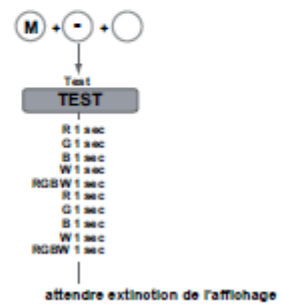 M + - +
Test
TEST
R 1 sec
G 1 sec
B 1 sec
W 1 sec
RGBW 1 sec
R 1 sec
G 1 sec
B 1 sec
W 1 sec
RGBW 1 sec
attendre extinction de l'affichage